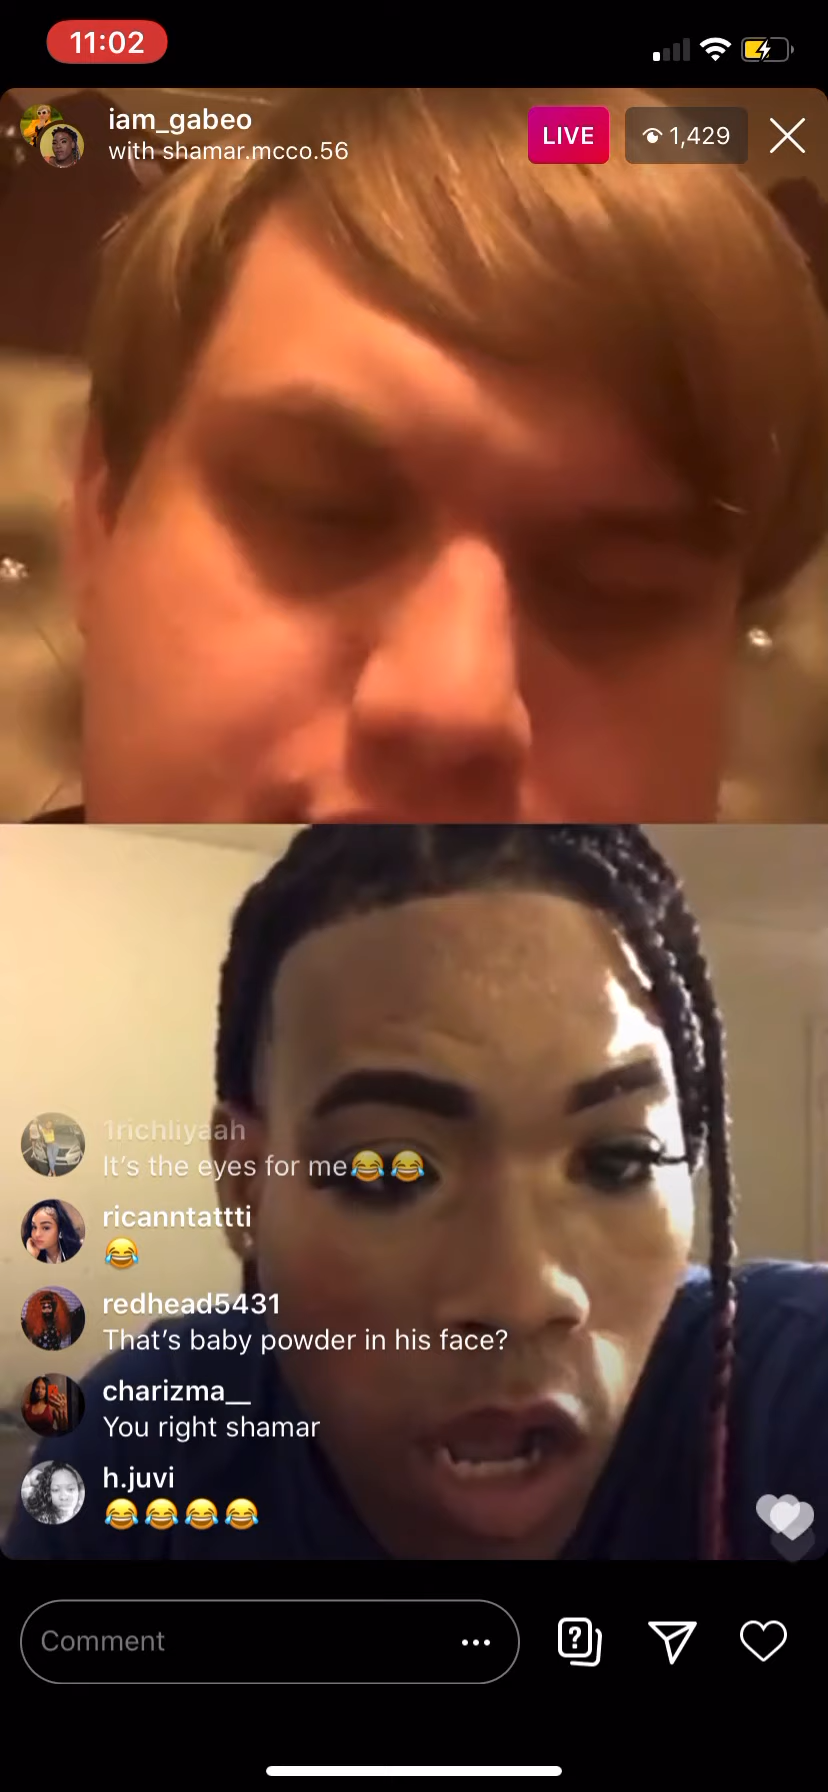 11:02
iam_gabeo
with shamar.mcco.56
LIVE
1,429
1richliyaah
It's the eyes for me😂😂
ricanntattti
😂
redhead5431
That's baby powder in his face?
charizma__
You right shamar
h.juvi
😂😂😂😂
Comment